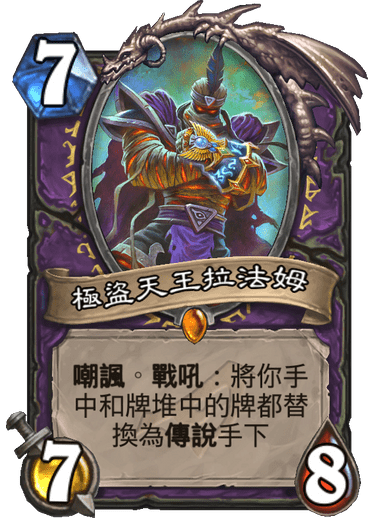 7
極盜天王拉法姆
嘲諷。戰吼：將你手
中和牌堆中的牌都替
換為傳說手下
7
8